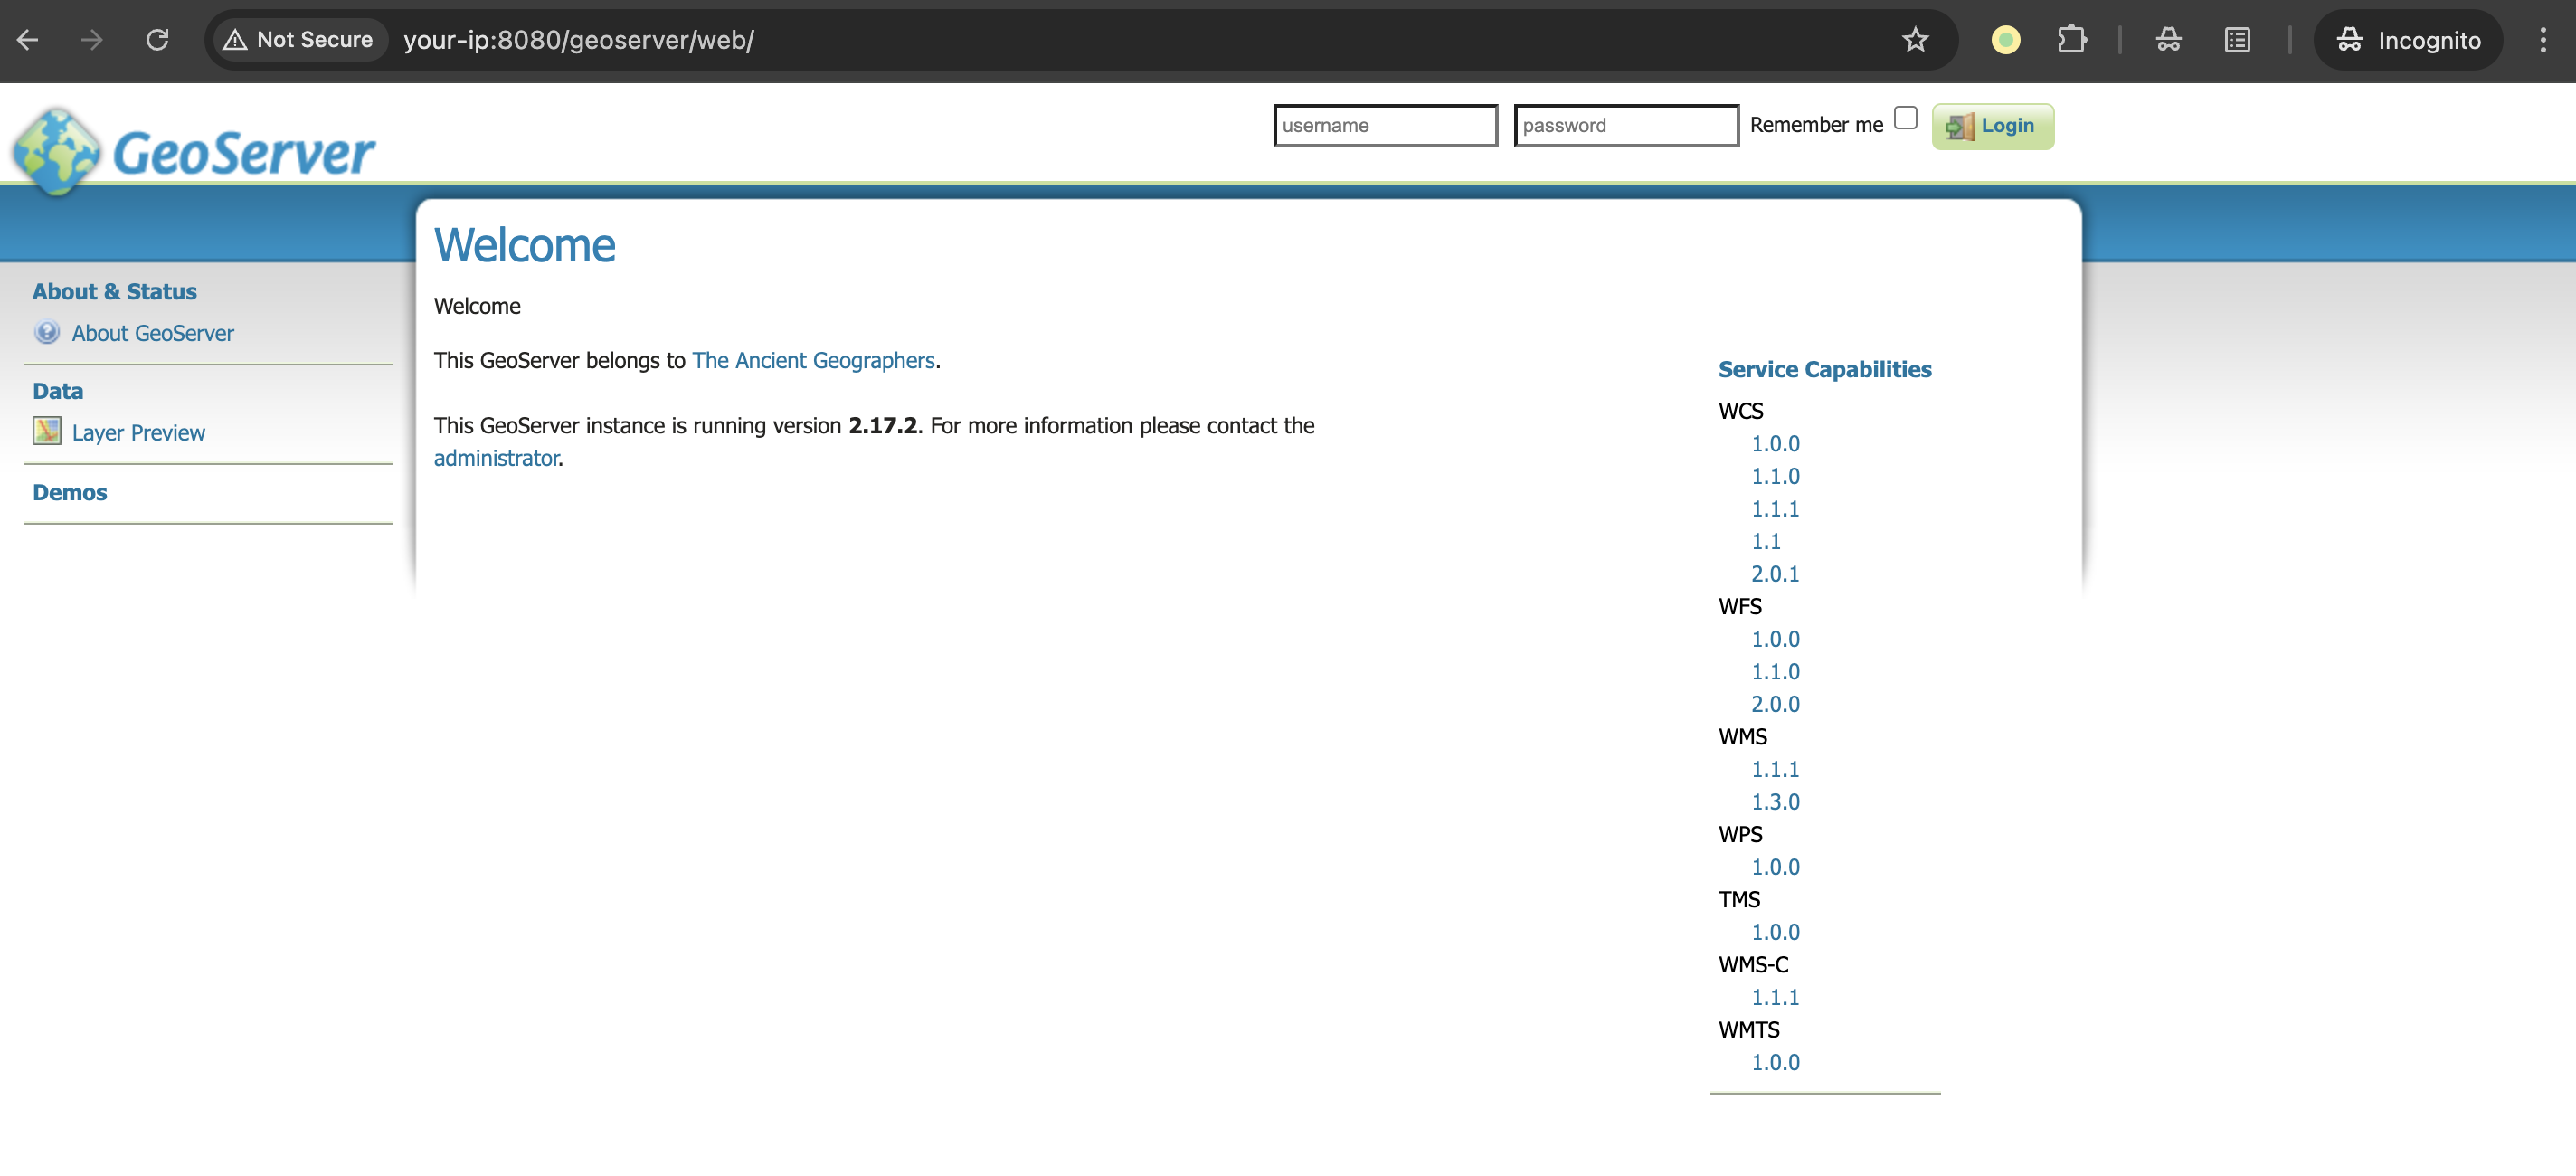 Not Secure your-ip:8080/geoserver/web/ Incognito
GeoServer
username password Remember me Login
Welcome
About & Status
About GeoServer
Data
Layer Preview
Demos
Welcome
This GeoServer belongs to The Ancient Geographers.
This GeoServer instance is running version 2.17.2. For more information please contact the
administrator.
Service Capabilities
WCS
1.0.0
1.1.0
1.1.1
1.1
2.0.1
WFS
1.0.0
1.1.0
2.0.0
WMS
1.1.1
1.3.0
WPS
1.0.0
TMS
1.0.0
WMS-C
1.1.1
WMTS
1.0.0